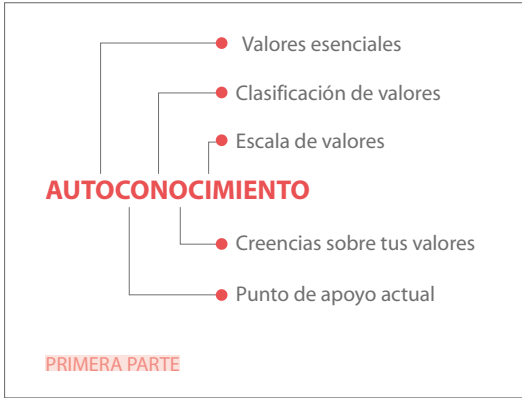 Valores esenciales
Clasificación de valores
Escala de valores
AUTOCONOCIMIENTO
Creencias sobre tus valores
Punto de apoyo actual
PRIMERA PARTE